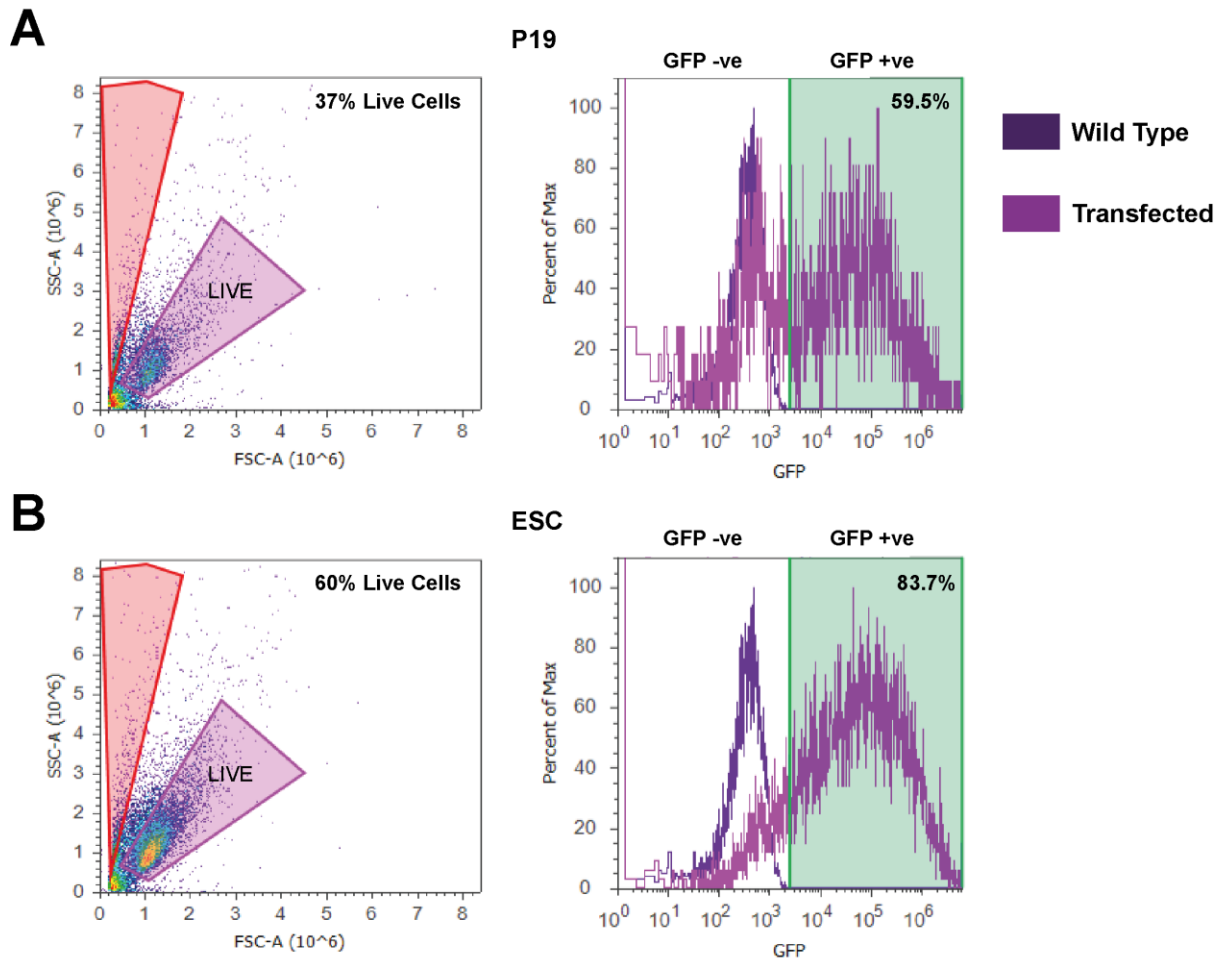 A
P19
GFP -ve
GFP +ve
37% Live Cells
59.5%
Wild Type
Transfected
LIVE
SSC-A (10^6)
8
7
6
5
4
3
2
1
0
0 1 2 3 4 5 6 7 8
FSC-A (10^6)
Percent of Max
100
80
60
40
20
0
10^0 10^1 10^2 10^3 10^4 10^5 10^6
GFP
B
ESC
GFP -ve
GFP +ve
60% Live Cells
83.7%
LIVE
SSC-A (10^6)
8
7
6
5
4
3
2
1
0
0 1 2 3 4 5 6 7 8
FSC-A (10^6)
Percent of Max
100
80
60
40
20
0
10^0 10^1 10^2 10^3 10^4 10^5 10^6
GFP